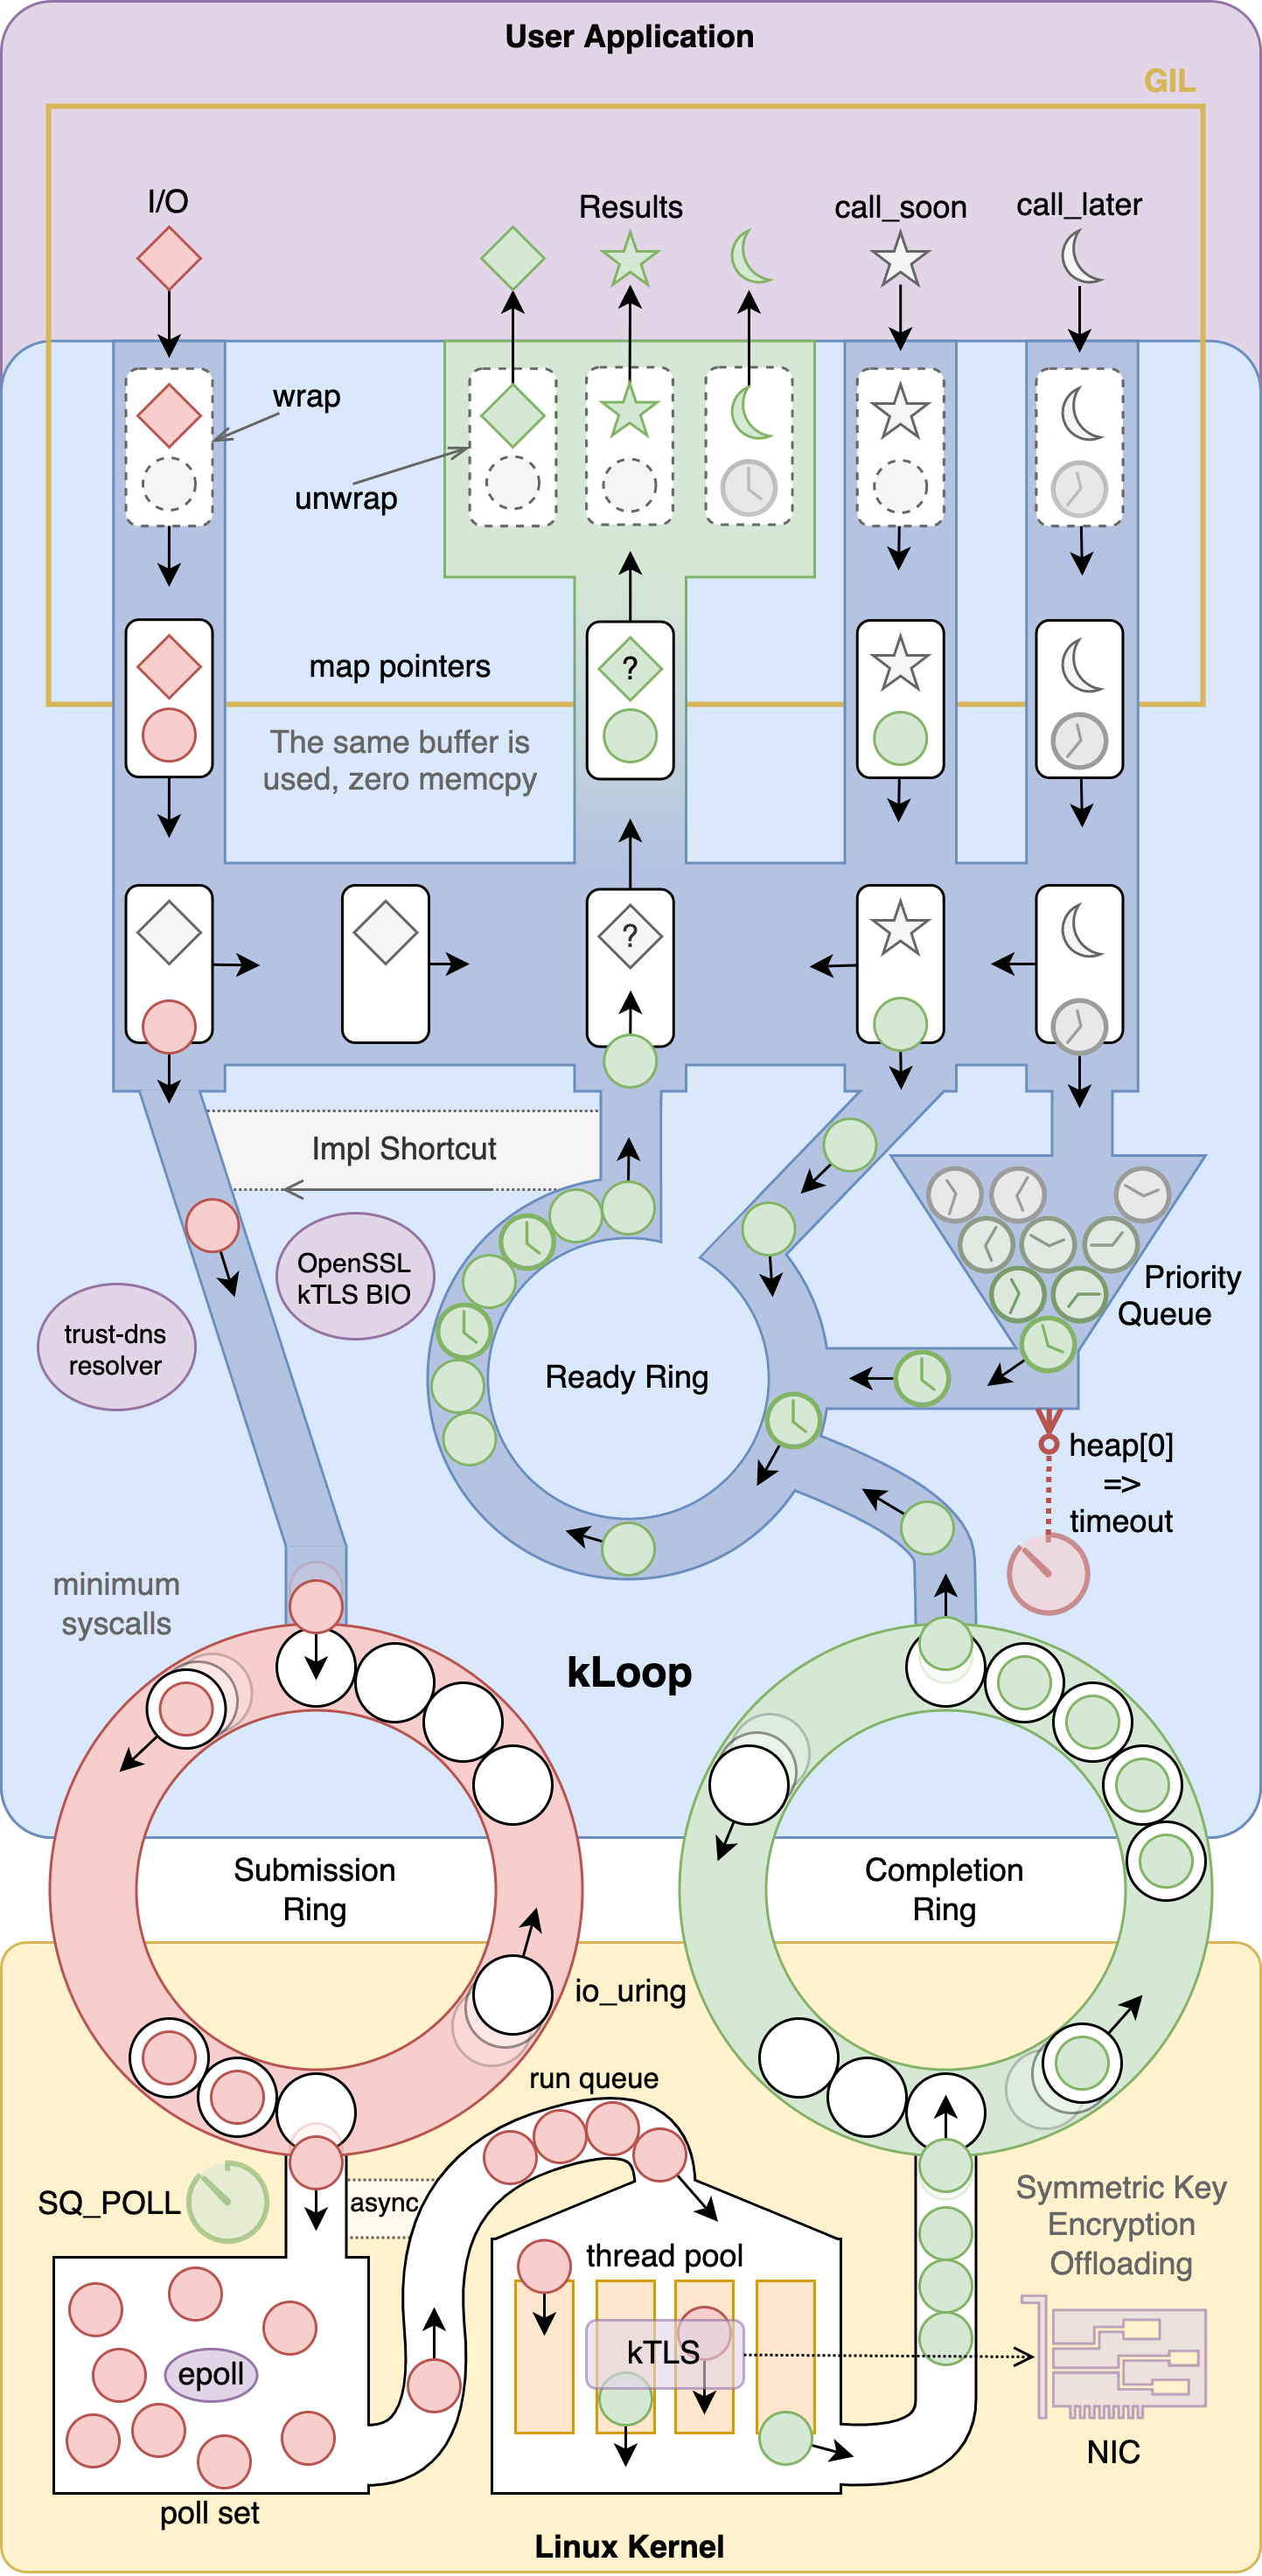 User Application
GIL
I/O
Results
call_soon
call_later
wrap
unwrap
map pointers
?
The same buffer is
used, zero memcpy
?
Impl Shortcut
OpenSSL
kTLS BIO
trust-dns
resolver
Priority
Queue
Ready Ring
heap[0]
=>
timeout
minimum
syscalls
kLoop
Submission
Ring
Completion
Ring
io_uring
run queue
SQ_POLL
async
Symmetric Key
Encryption
Offloading
thread pool
kTLS
epoll
NIC
poll set
Linux Kernel